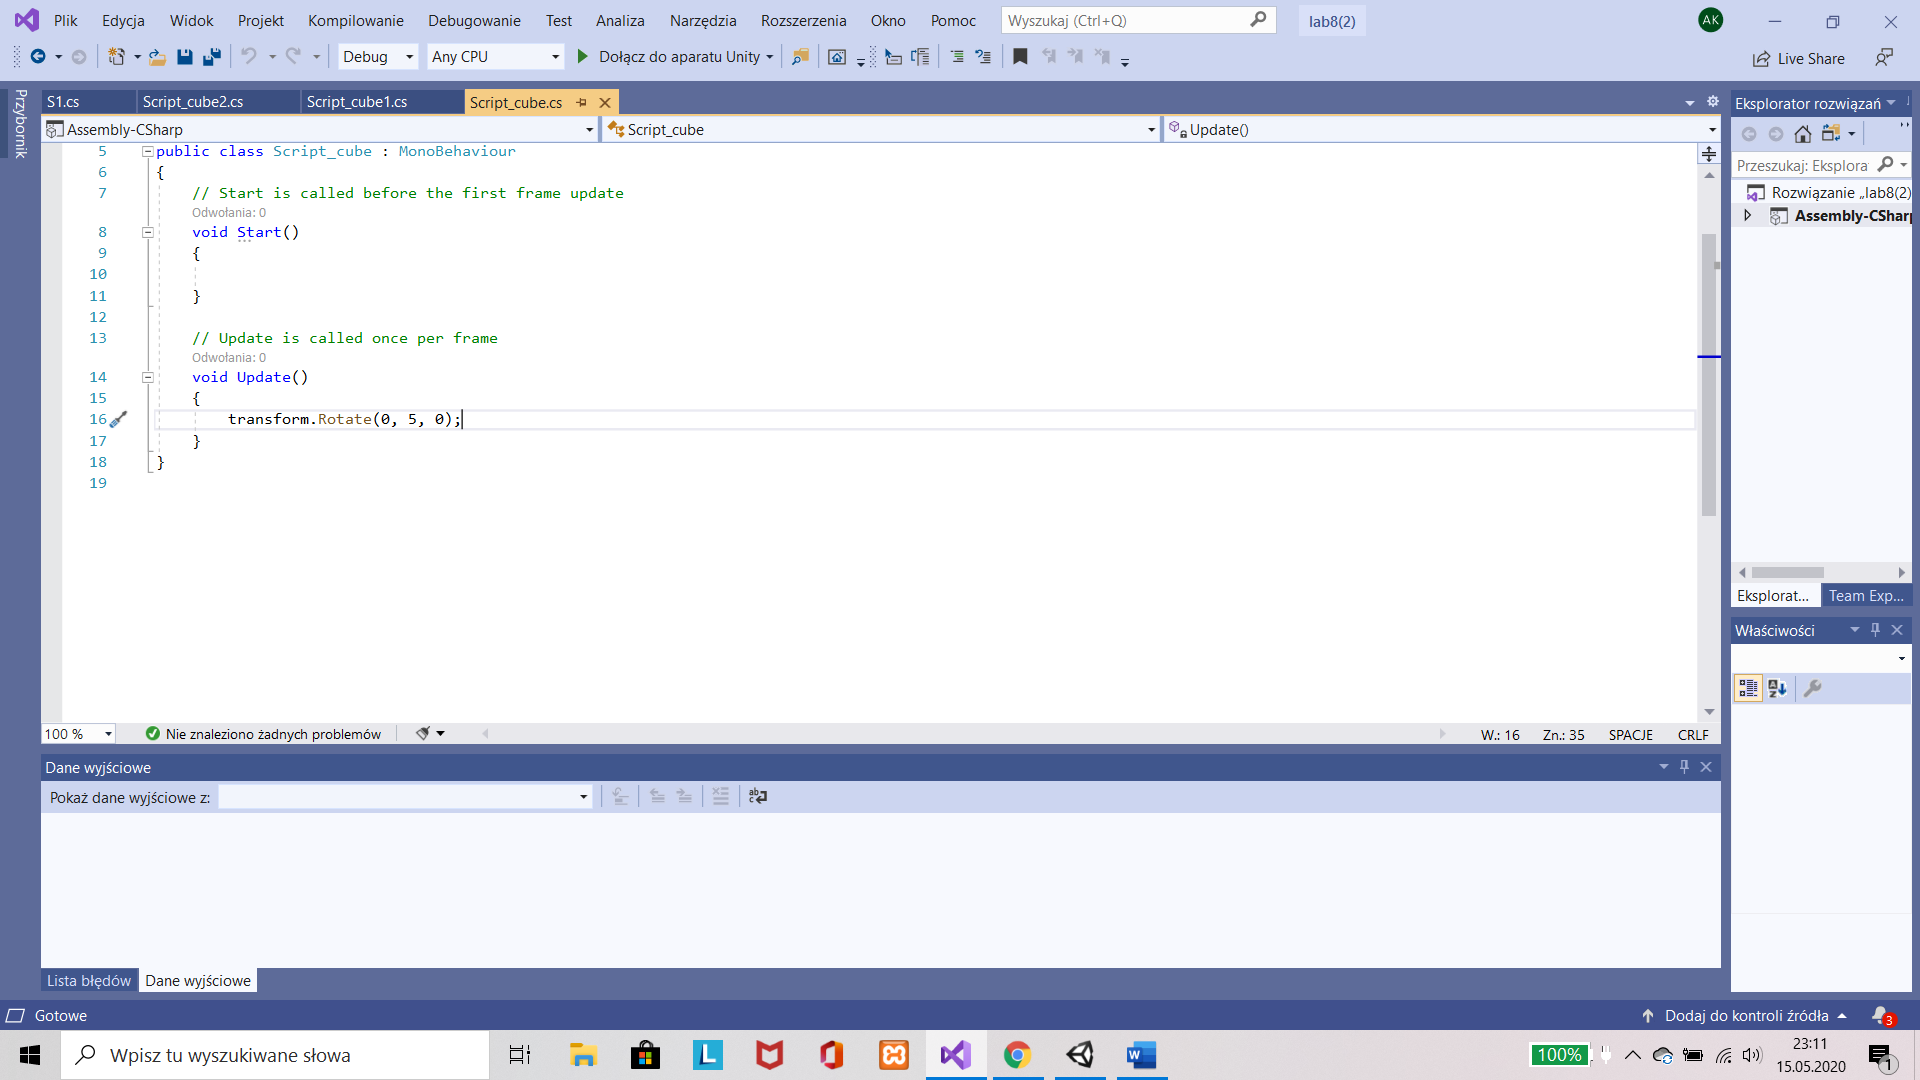 Plik Edycja Widok Projekt Kompilowanie Debugowanie Test Analiza Narzędzia Rozszerzenia Okno Pomoc Wyszukaj (Ctrl+Q) lab8(2) AK
Debug Any CPU Dołącz do aparatu Unity Live Share
Przybornik
S1.cs Script_cube2.cs Script_cube1.cs Script_cube.cs
Assembly-CSharp Script_cube Update()
5 public class Script_cube : MonoBehaviour
6 {
7 // Start is called before the first frame update
Odwołania: 0
8 void Start()
9 {
10
11 }
12
13 // Update is called once per frame
Odwołania: 0
14 void Update()
15 {
16 transform.Rotate(0, 5, 0);
17 }
18 }
19
100 % Nie znaleziono żadnych problemów W.: 16 Zn.: 35 SPACJE CRLF
Dane wyjściowe
Pokaż dane wyjściowe z:
Lista błędów Dane wyjściowe
Eksplorator rozwiązań
Przeszukaj: Eksplora
Rozwiązanie „lab8(2)
Assembly-CSharp
Eksplorat... Team Exp...
Właściwości
Gotowe Dodaj do kontroli źródła 3
Wpisz tu wyszukiwane słowa 100% 23:11
15.05.2020 1